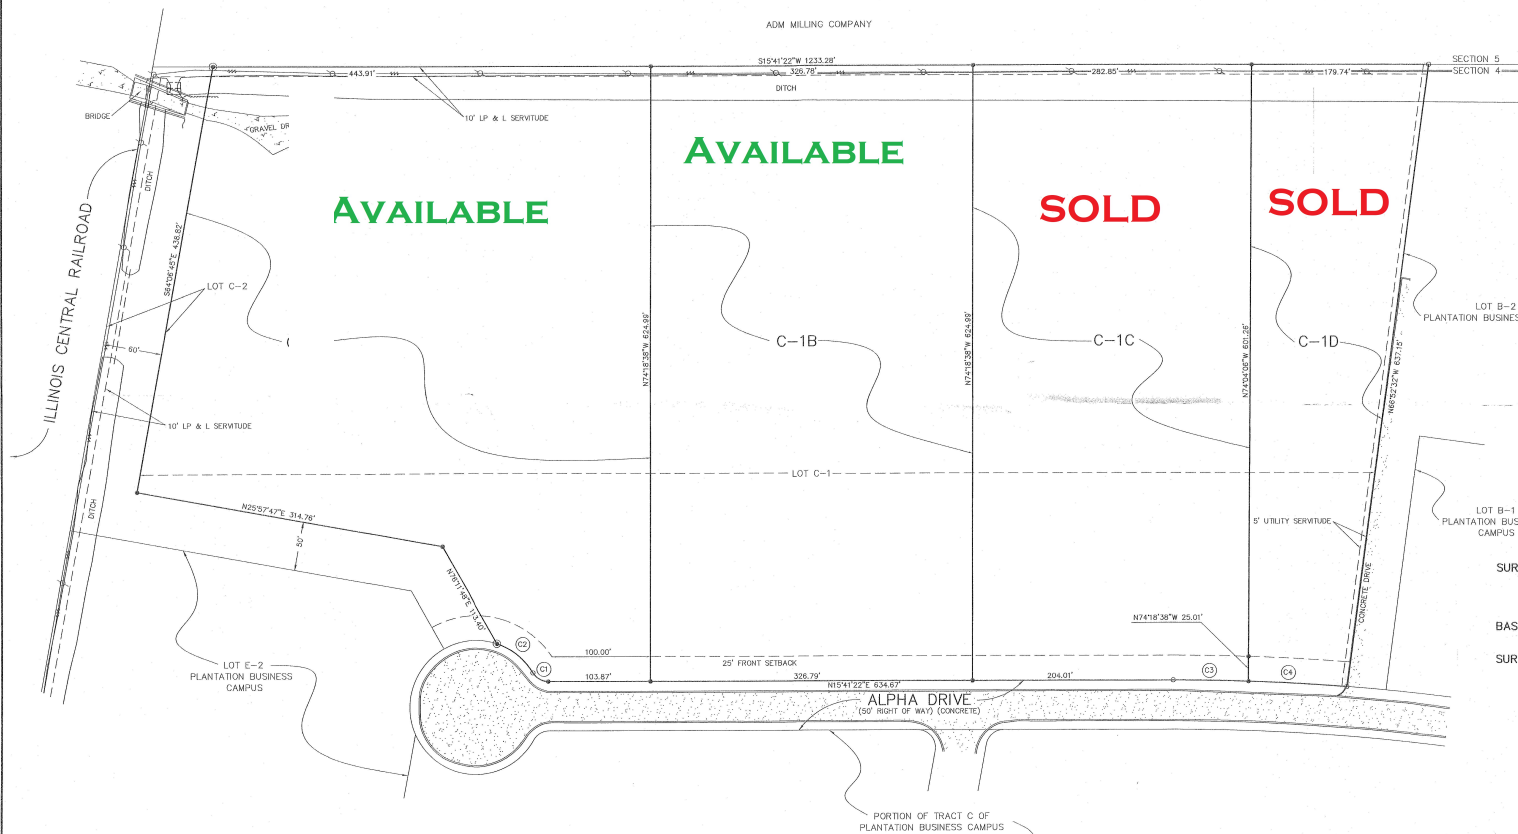 ADM MILLING COMPANY
S15°41'22"W 1233.28'
SECTION 5
443.91'
326.78'
282.85'
179.74'
SECTION 4
DITCH
BRIDGE
10' LP & L SERVITUDE
GRAVEL DR
AVAILABLE
AVAILABLE
SOLD
SOLD
DITCH
ILLINOIS CENTRAL RAILROAD
S64°06'45"E 438.82'
LOT C-2
60'
10' LP & L SERVITUDE
DITCH
N74°18'38"W 624.99'
C-1B
N74°18'38"W 624.99'
C-1C
N74°04'06"W 601.26'
C-1D
N66°52'32"W 637.15'
LOT B-2
PLANTATION BUSINES
LOT C-1
N25°57'47"E 314.76'
50'
5' UTILITY SERVITUDE
LOT B-1
PLANTATION BUS
CAMPUS
SUR
N76°11'48"E 113.40'
CONCRETE DRIVE
N74°18'38"W 25.01'
BAS
C2
100.00'
25' FRONT SETBACK
SUR
C1
C3
C4
103.87'
326.79'
204.01'
N15°41'22"E 634.67'
LOT E-2
PLANTATION BUSINESS
CAMPUS
ALPHA DRIVE
(50' RIGHT OF WAY) (CONCRETE)
PORTION OF TRACT C OF
PLANTATION BUSINESS CAMPUS